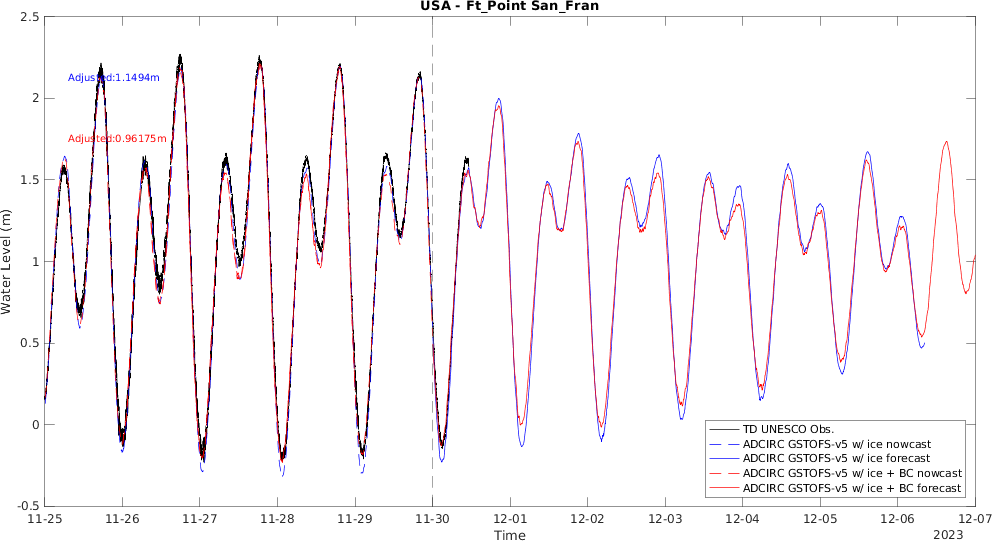 USA - Ft_Point San_Fran
2.5
2
1.5
1
0.5
0
-0.5
Water Level (m)
Adjusted:1.1494m
Adjusted:0.96175m
TD UNESCO Obs.
ADCIRC GSTOFS-v5 w/ ice nowcast
ADCIRC GSTOFS-v5 w/ ice forecast
ADCIRC GSTOFS-v5 w/ ice + BC nowcast
ADCIRC GSTOFS-v5 w/ ice + BC forecast
11-25 11-26 11-27 11-28 11-29 11-30 12-01 12-02 12-03 12-04 12-05 12-06 12-07
Time
2023